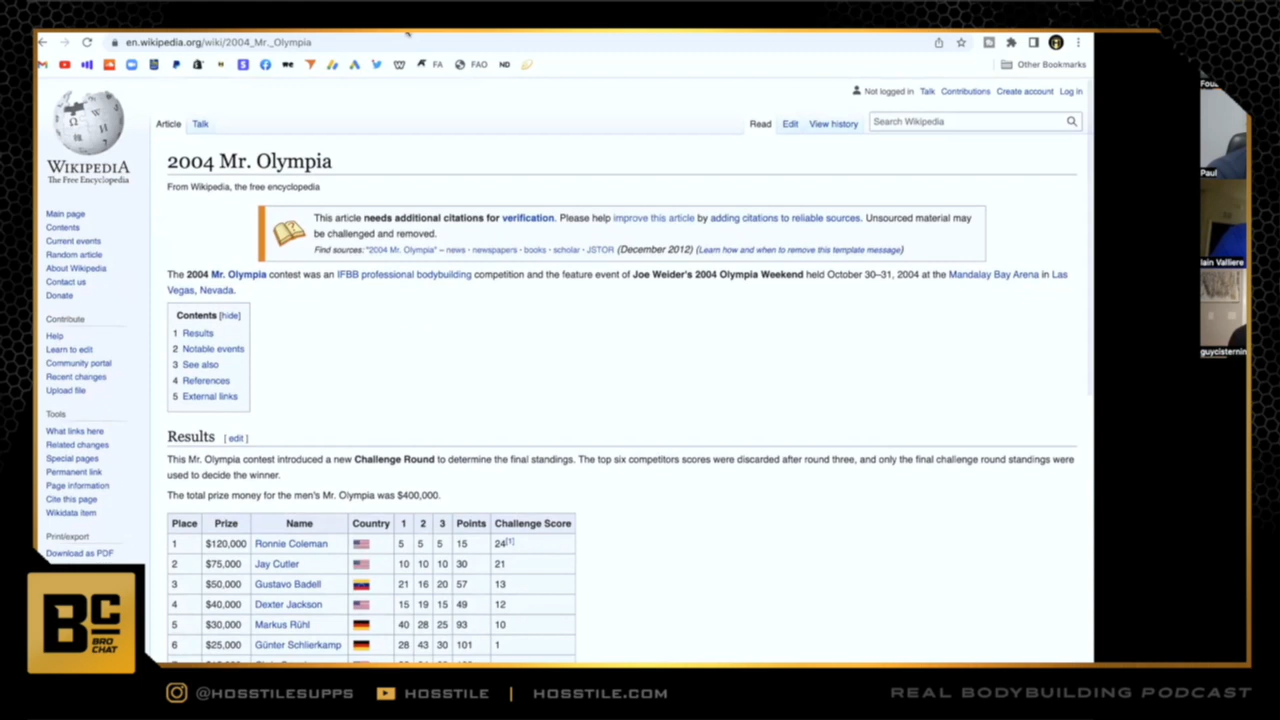 en.wikipedia.org/wiki/2004_Mr._Olympia
FA FAO ND Other Bookmarks
Not logged in Talk Contributions Create account Log in
Article Talk Read Edit View history Search Wikipedia
WIKIPEDIA
The Free Encyclopedia
Main page
Contents
Current events
Random article
About Wikipedia
Contact us
Donate
Contribute
Help
Learn to edit
Community portal
Recent changes
Upload file
Tools
What links here
Related changes
Special pages
Permanent link
Page information
Cite this page
Wikidata item
Print/export
Download as PDF
2004 Mr. Olympia
From Wikipedia, the free encyclopedia
This article needs additional citations for verification. Please help improve this article by adding citations to reliable sources. Unsourced material may
be challenged and removed.
Find sources: "2004 Mr. Olympia" – news · newspapers · books · scholar · JSTOR (December 2012) (Learn how and when to remove this template message)
The 2004 Mr. Olympia contest was an IFBB professional bodybuilding competition and the feature event of Joe Weider's 2004 Olympia Weekend held October 30–31, 2004 at the Mandalay Bay Arena in Las
Vegas, Nevada.
Contents [hide]
1 Results
2 Notable events
3 See also
4 References
5 External links
Results [ edit ]
This Mr. Olympia contest introduced a new Challenge Round to determine the final standings. The top six competitors scores were discarded after round three, and only the final challenge round standings were
used to decide the winner.
The total prize money for the men's Mr. Olympia was $400,000.
Place Prize Name Country 1 2 3 Points Challenge Score
1 $120,000 Ronnie Coleman 5 5 5 15 24[1]
2 $75,000 Jay Cutler 10 10 10 30 21
3 $50,000 Gustavo Badell 21 16 20 57 13
4 $40,000 Dexter Jackson 15 19 15 49 12
5 $30,000 Markus Rühl 40 28 25 93 10
6 $25,000 Günter Schlierkamp 28 43 30 101 1
Fou
Paul
Iain Valliere
guycisternin
BC
BRO
CHAT
@HOSSTILESUPPS HOSSTILE | HOSSTILE.COM
REAL BODYBUILDING PODCAST